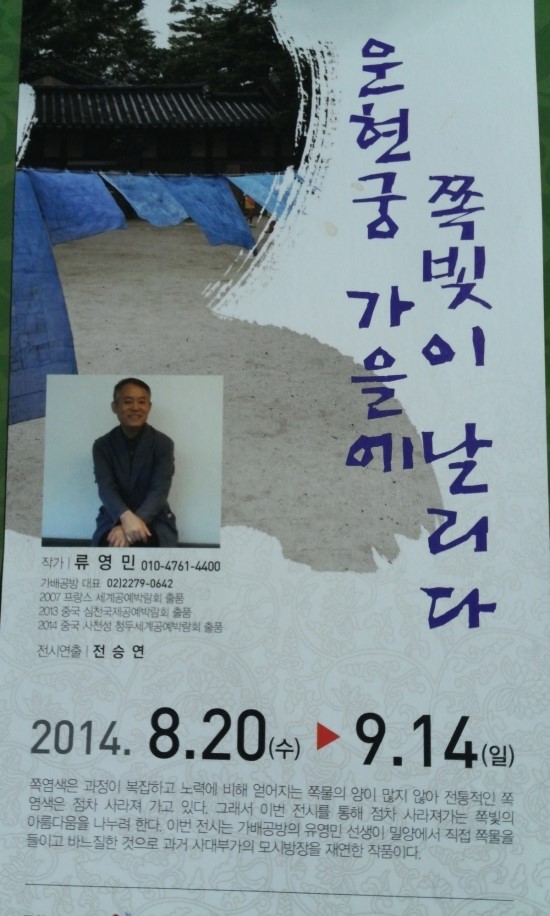 운현궁 가을에
쪽빛이 날리다
작가 | 류 영 민 010-4761-4400
가배공방 대표 02)2279-0642
2007 프랑스 세계공예박람회 출품
2013 중국 심천국제공예박람회 출품
2014 중국 사천성 청두세계공예박람회 출품
전시연출 | 전 승 연
2014. 8.20(수) ▶ 9.14(일)
쪽염색은 과정이 복잡하고 노력에 비해 얻어지는 쪽물의 양이 많지 않아 전통적인 쪽
염색은 점차 사라져 가고 있다. 그래서 이번 전시를 통해 점차 사라져가는 쪽빛의
아름다움을 나누려 한다. 이번 전시는 가배공방의 유영민 선생이 밀양에서 직접 쪽물을
들이고 바느질한 것으로 과거 사대부가의 모시방장을 재연한 작품이다.